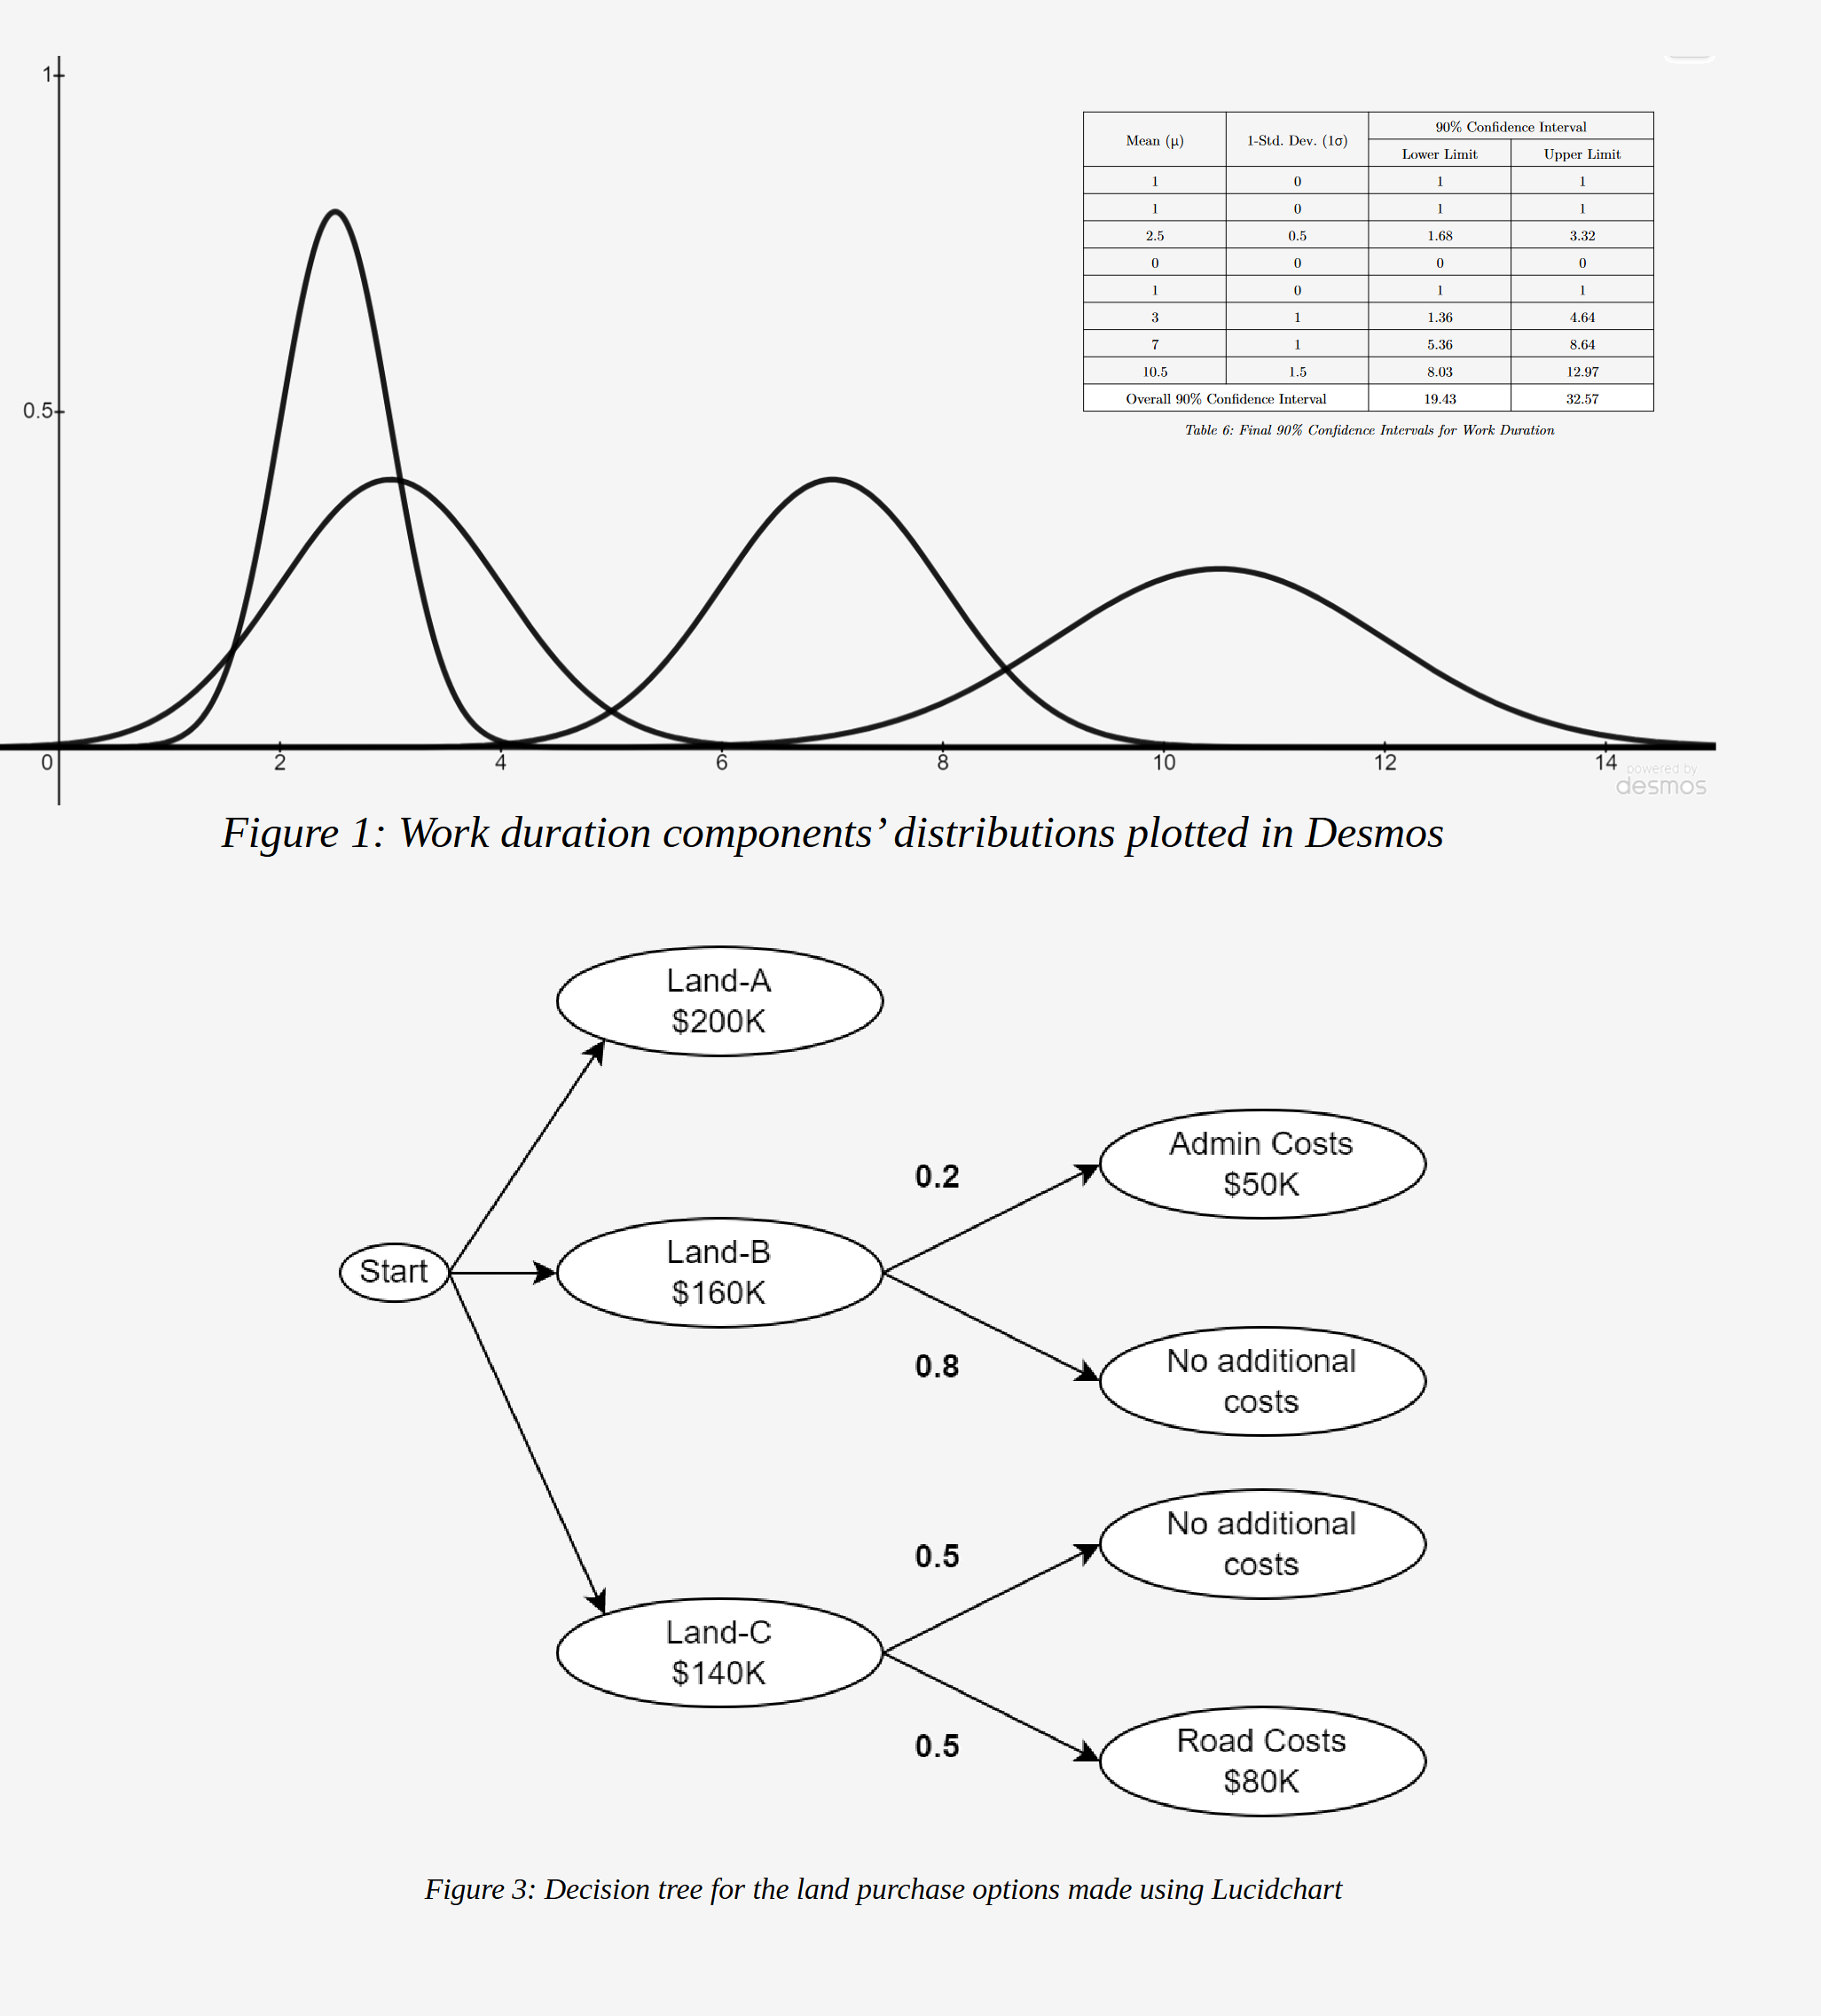 1
0.5
0
2
4
6
8
10
12
14
powered by
desmos
Mean (μ) 1-Std. Dev. (1σ) 90% Confidence Interval
Lower Limit Upper Limit
1 0 1 1
1 0 1 1
2.5 0.5 1.68 3.32
0 0 0 0
1 0 1 1
3 1 1.36 4.64
7 1 5.36 8.64
10.5 1.5 8.03 12.97
Overall 90% Confidence Interval 19.43 32.57
Table 6: Final 90% Confidence Intervals for Work Duration
Figure 1: Work duration components’ distributions plotted in Desmos
Land-A
$200K
Admin Costs
$50K
0.2
Start
Land-B
$160K
0.8
No additional
costs
No additional
costs
0.5
Land-C
$140K
0.5
Road Costs
$80K
Figure 3: Decision tree for the land purchase options made using Lucidchart